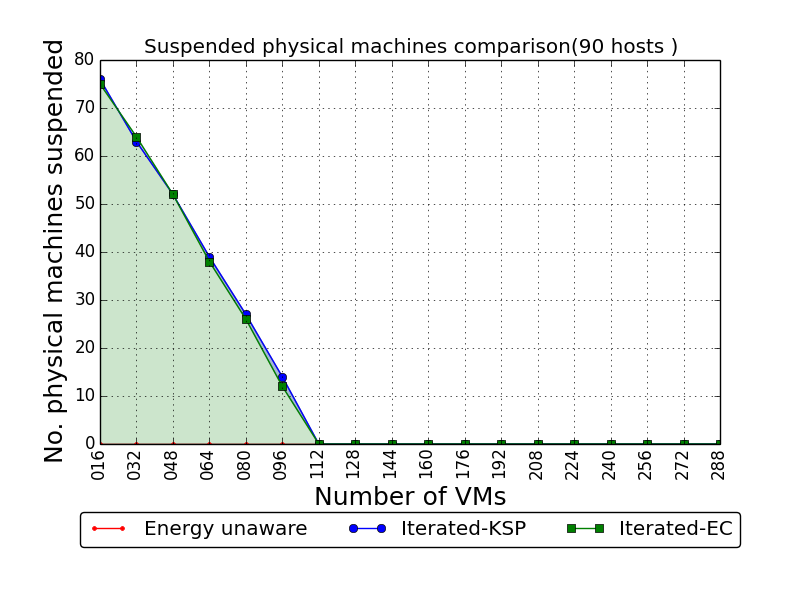 Suspended physical machines comparison(90 hosts )
No. physical machines suspended
80
70
60
50
40
30
20
10
0
016 032 048 064 080 096 112 128 144 160 176 192 208 224 240 256 272 288
Number of VMs
Energy unaware Iterated-KSP Iterated-EC